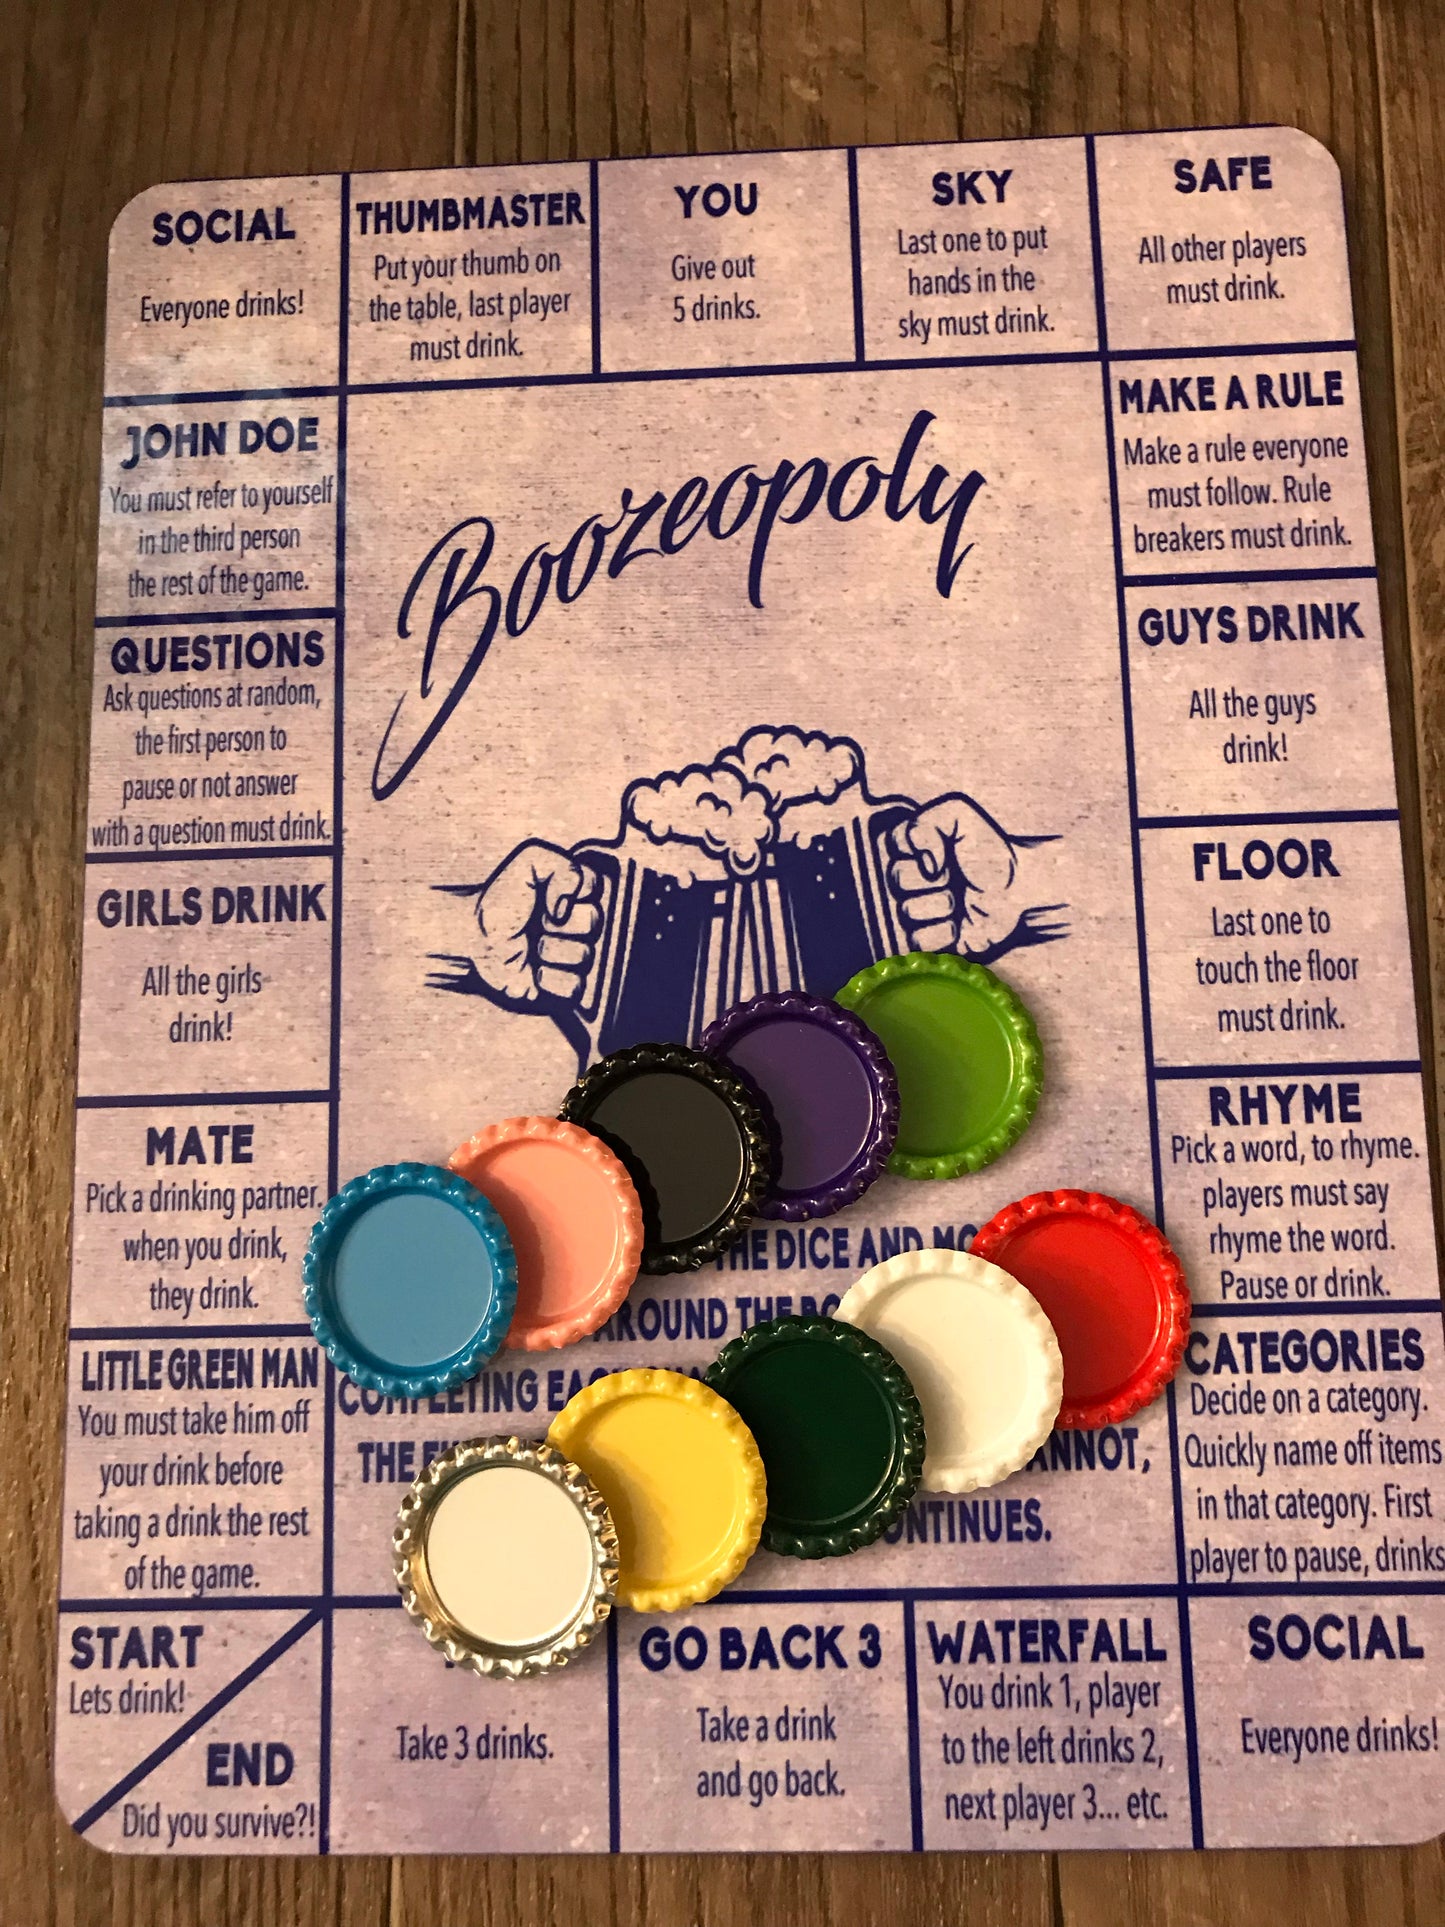 SOCIAL
Everyone drinks!
THUMBMASTER
Put your thumb on
the table, last player
must drink.
YOU
Give out
5 drinks.
SKY
Last one to put
hands in the
sky must drink.
SAFE
All other players
must drink.
JOHN DOE
You must refer to yourself
in the third person
the rest of the game.
MAKE A RULE
Make a rule everyone
must follow. Rule
breakers must drink.
Boozeopoly
QUESTIONS
Ask questions at random,
the first person to
pause or not answer
with a question must drink.
GUYS DRINK
All the guys
drink!
GIRLS DRINK
All the girls
drink!
FLOOR
Last one to
touch the floor
must drink.
MATE
Pick a drinking partner.
when you drink,
they drink.
RHYME
Pick a word, to rhyme.
players must say
rhyme the word.
Pause or drink.
THE DICE AND
AROUND THE
COMPLETING
THE
CONTINUES.
LITTLE GREEN MAN
You must take him off
your drink before
taking a drink the rest
of the game.
CATEGORIES
Decide on a category.
Quickly name off items
in that category. First
player to pause, drinks
START
Lets drink!
END
Did you survive?!
Take 3 drinks.
GO BACK 3
Take a drink
and go back.
WATERFALL
You drink 1, player
to the left drinks 2,
next player 3... etc.
SOCIAL
Everyone drinks!